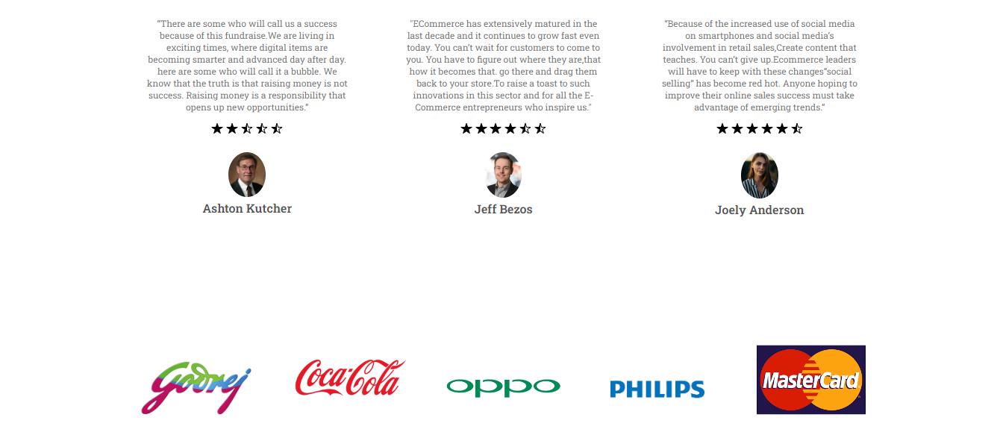 “There are some who will call us a success
because of this fundraise.We are living in
exciting times, where digital items are
becoming smarter and advanced day after day.
here are some who will call it a bubble. We
know that the truth is that raising money is not
success. Raising money is a responsibility that
opens up new opportunities.”
Ashton Kutcher
"ECommerce has extensively matured in the
last decade and it continues to grow fast even
today. You can’t wait for customers to come to
you. You have to figure out where they are,that
how it becomes that. go there and drag them
back to your store.To raise a toast to such
innovations in this sector and for all the E-
Commerce entrepreneurs who inspire us."
Jeff Bezos
“Because of the increased use of social media
on smartphones and social media’s
involvement in retail sales,Create content that
teaches. You can’t give up.Ecommerce leaders
will have to keep with these changes“social
selling” has become red hot. Anyone hoping to
improve their online sales success must take
advantage of emerging trends.”
Joely Anderson
Godrej
Coca-Cola
oppo
PHILIPS
MasterCard